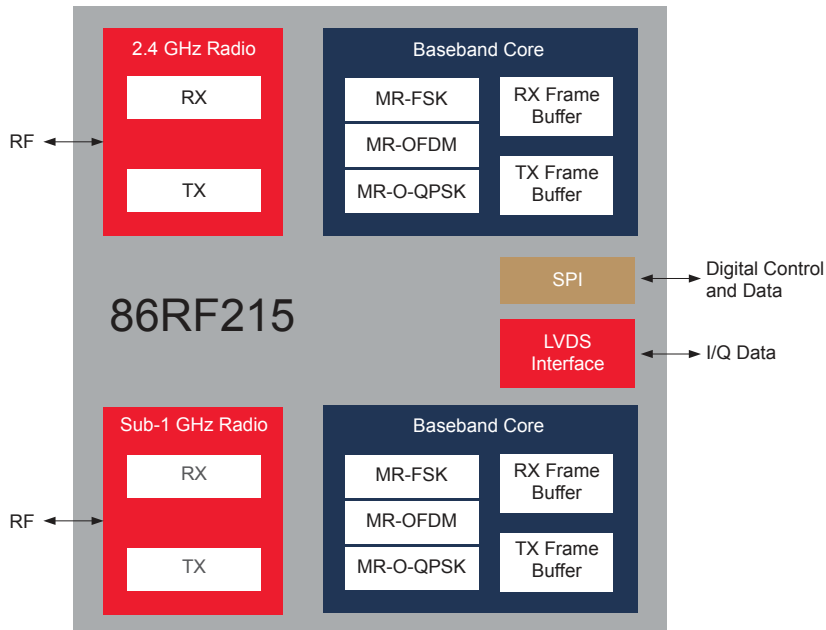 2.4 GHz Radio
RX
TX
RF
Baseband Core
MR-FSK
MR-OFDM
MR-O-QPSK
RX Frame
Buffer
TX Frame
Buffer
SPI
Digital Control
and Data
86RF215
LVDS
Interface
I/Q Data
Sub-1 GHz Radio
RX
TX
RF
Baseband Core
MR-FSK
MR-OFDM
MR-O-QPSK
RX Frame
Buffer
TX Frame
Buffer